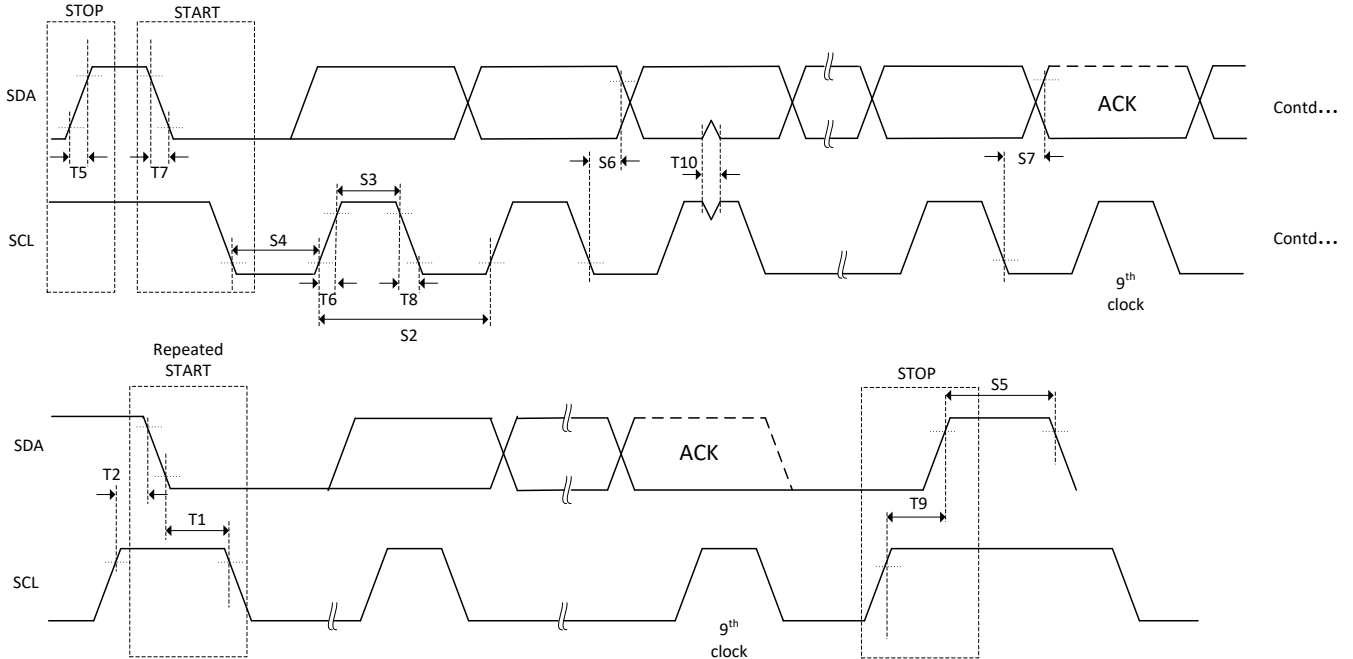 STOP
START
SDA
ACK
Contd...
T5
T7
S6
T10
S7
S3
SCL
S4
Contd...
T6
T8
9th
clock
S2
Repeated
START
STOP
S5
SDA
ACK
T2
T9
T1
SCL
9th
clock